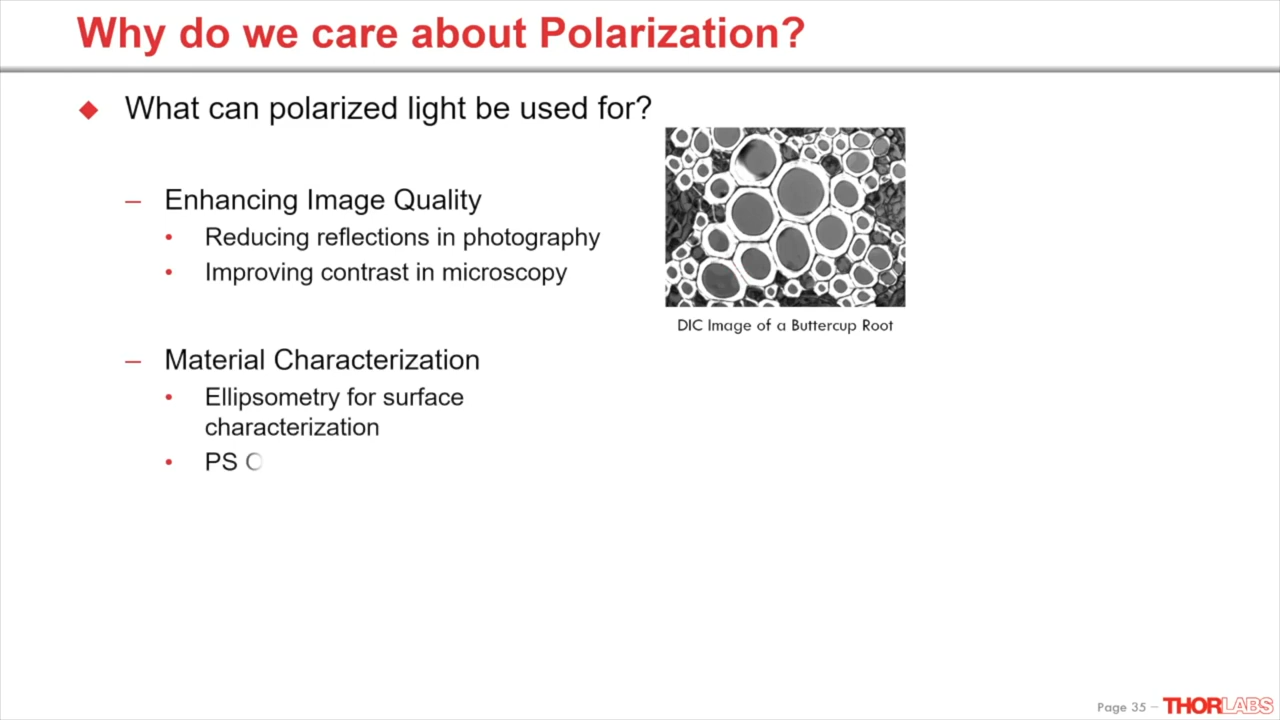 Why do we care about Polarization?
What can polarized light be used for?
– Enhancing Image Quality
• Reducing reflections in photography
• Improving contrast in microscopy
DIC Image of a Buttercup Root
– Material Characterization
• Ellipsometry for surface
characterization
• PS
Page 35 – THORLABS